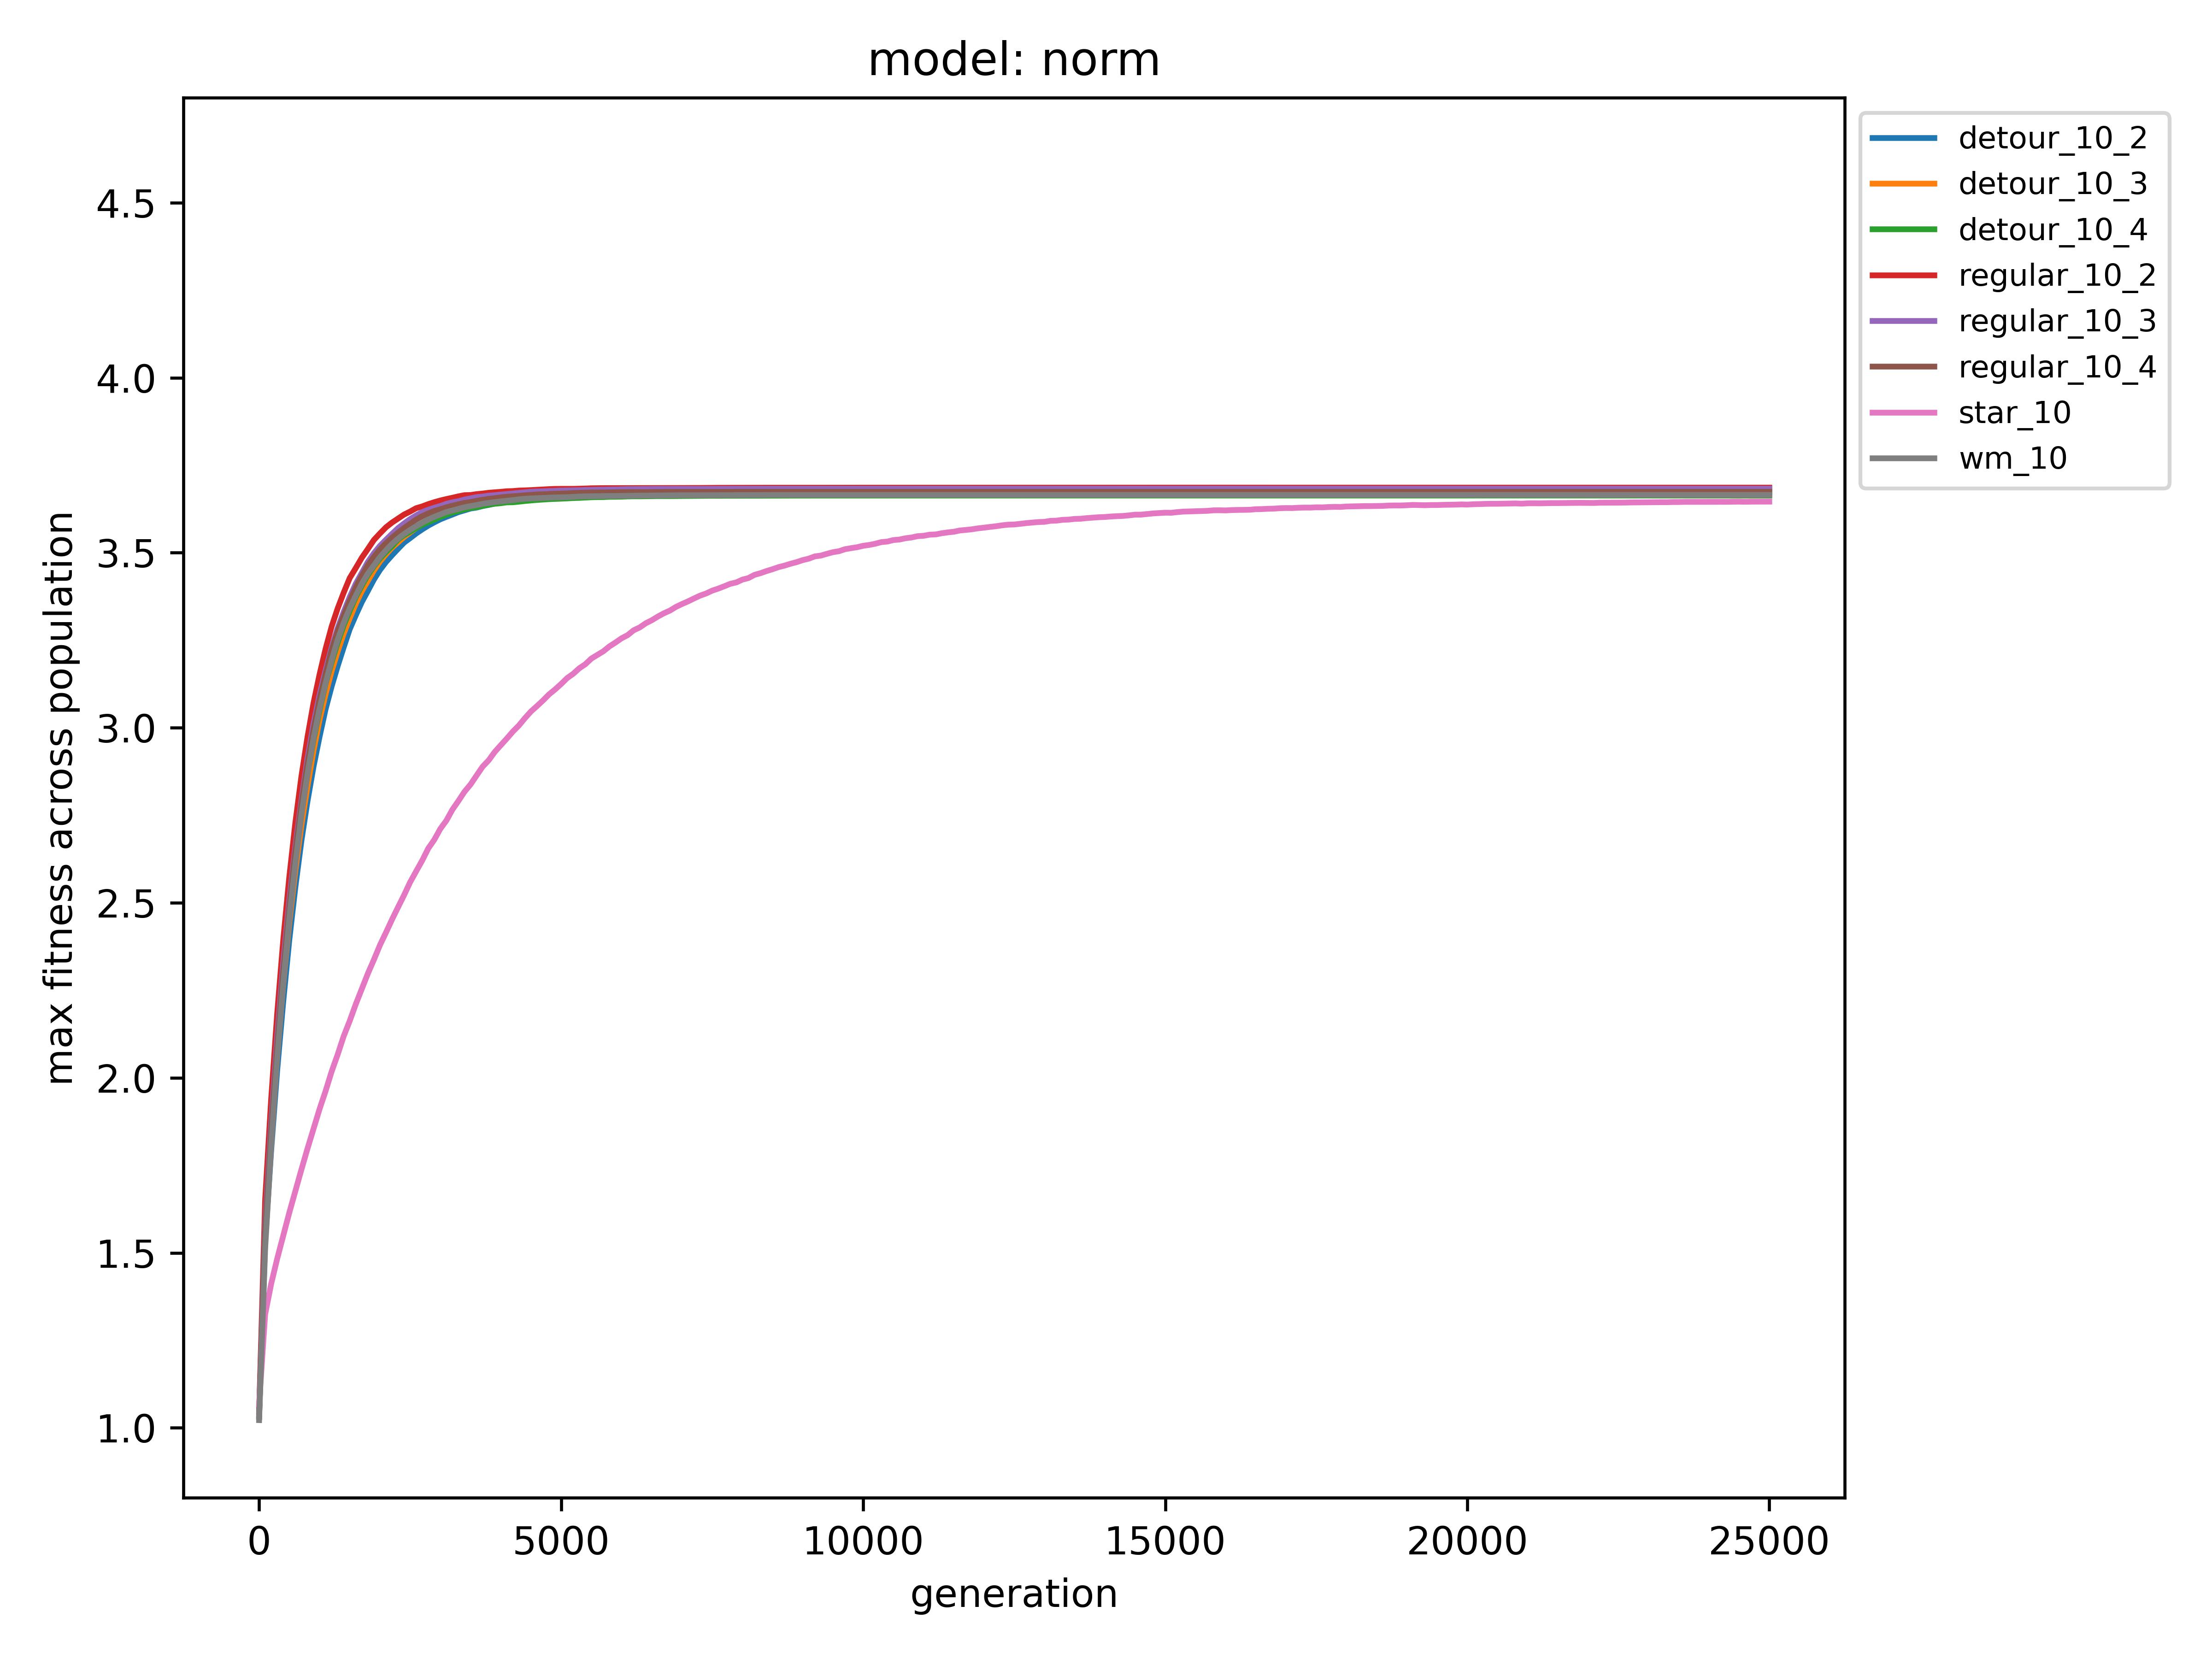 model: norm
max fitness across population
4.5
4.0
3.5
3.0
2.5
2.0
1.5
1.0
0 5000 10000 15000 20000 25000
generation
detour_10_2
detour_10_3
detour_10_4
regular_10_2
regular_10_3
regular_10_4
star_10
wm_10